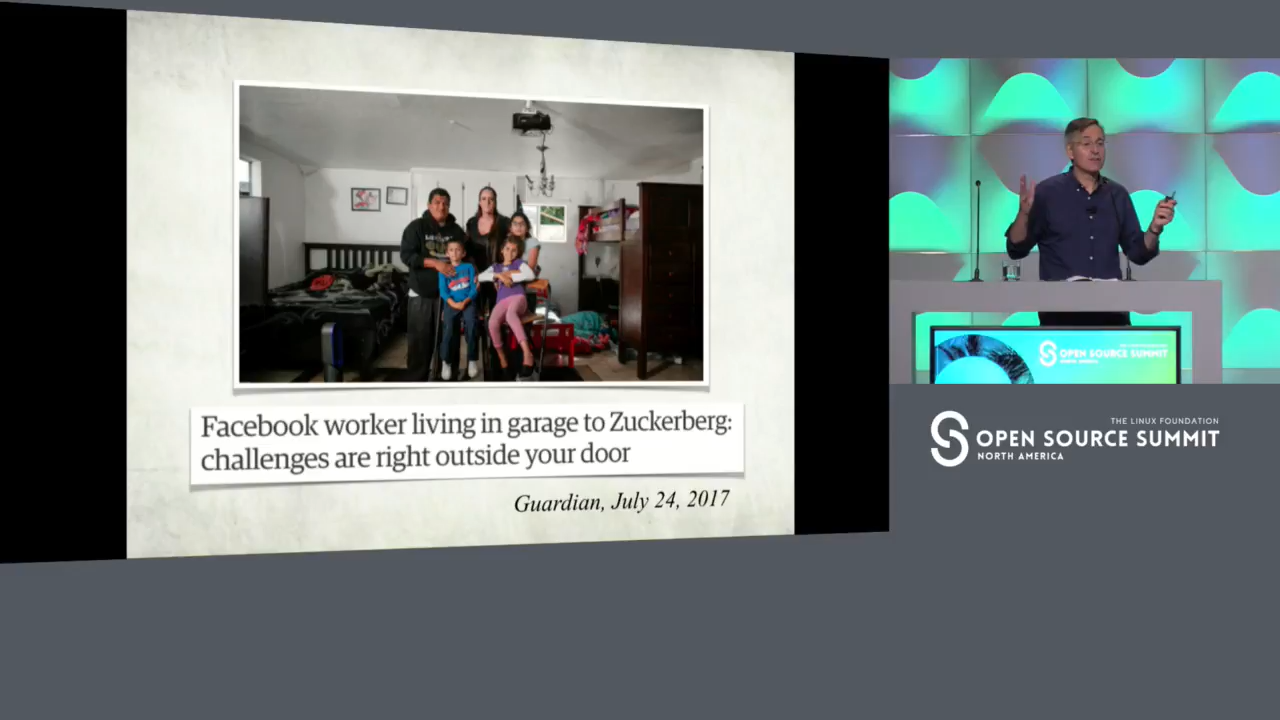 Facebook worker living in garage to Zuckerberg:
challenges are right outside your door
Guardian, July 24, 2017
OPEN SOURCE SUMMIT
THE LINUX FOUNDATION
OPEN SOURCE SUMMIT
NORTH AMERICA